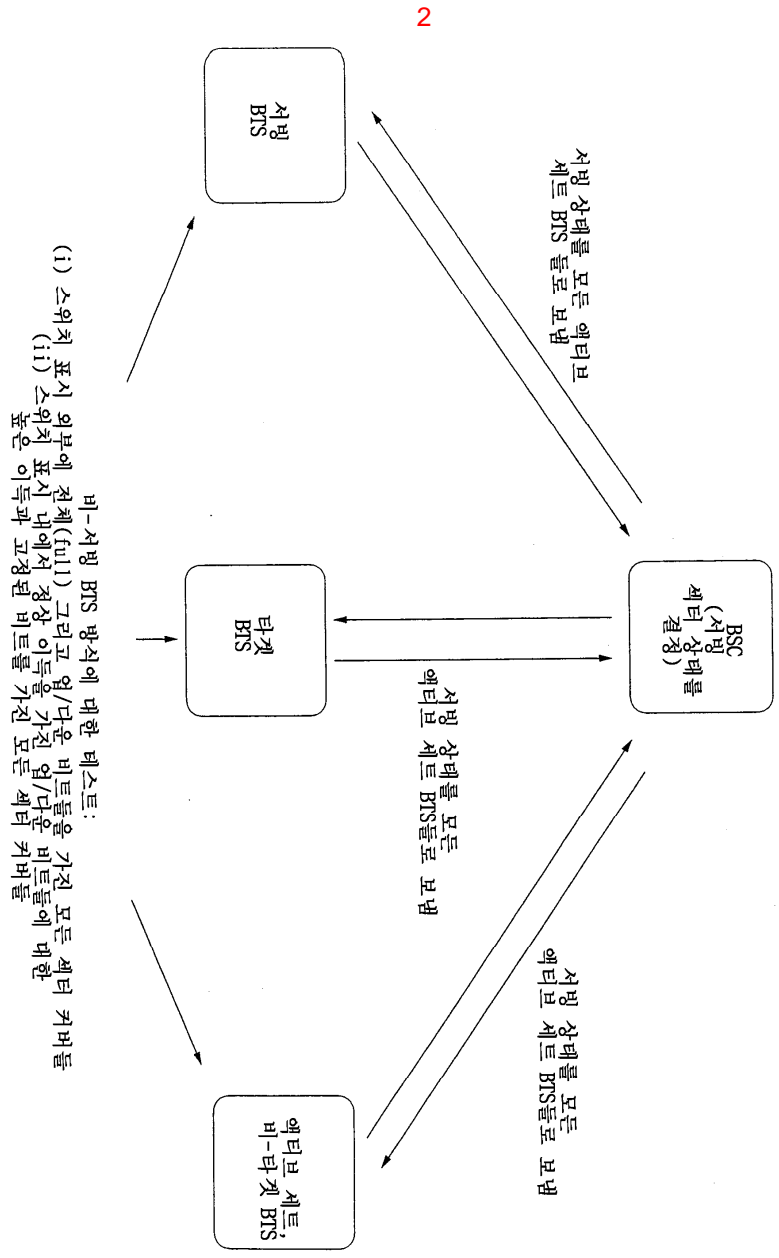 2
BSC
(서빙
섹터 상태를
결정)
서빙 상태를 모든 액티브
세트 BTS 들로 보냄
서빙 상태를 모든
액티브 세트 BTS들로 보냄
서빙 상태를 모든
액티브 세트 BTS들로 보냄
서빙
BTS
타겟
BTS
액티브 세트,
비-타겟 BTS
비-서빙 BTS 방식에 대한 테스트:
(i) 스위치 표시 외부에 전체(full) 그리고 업/다운 비트들을 가진 모든 섹터 커버들
(ii) 스위치 표시 내에서 정상 이득을 가진 업/다운 비트들에 대한
높은 이득과 고정된 비트를 가진 모든 섹터 커버들